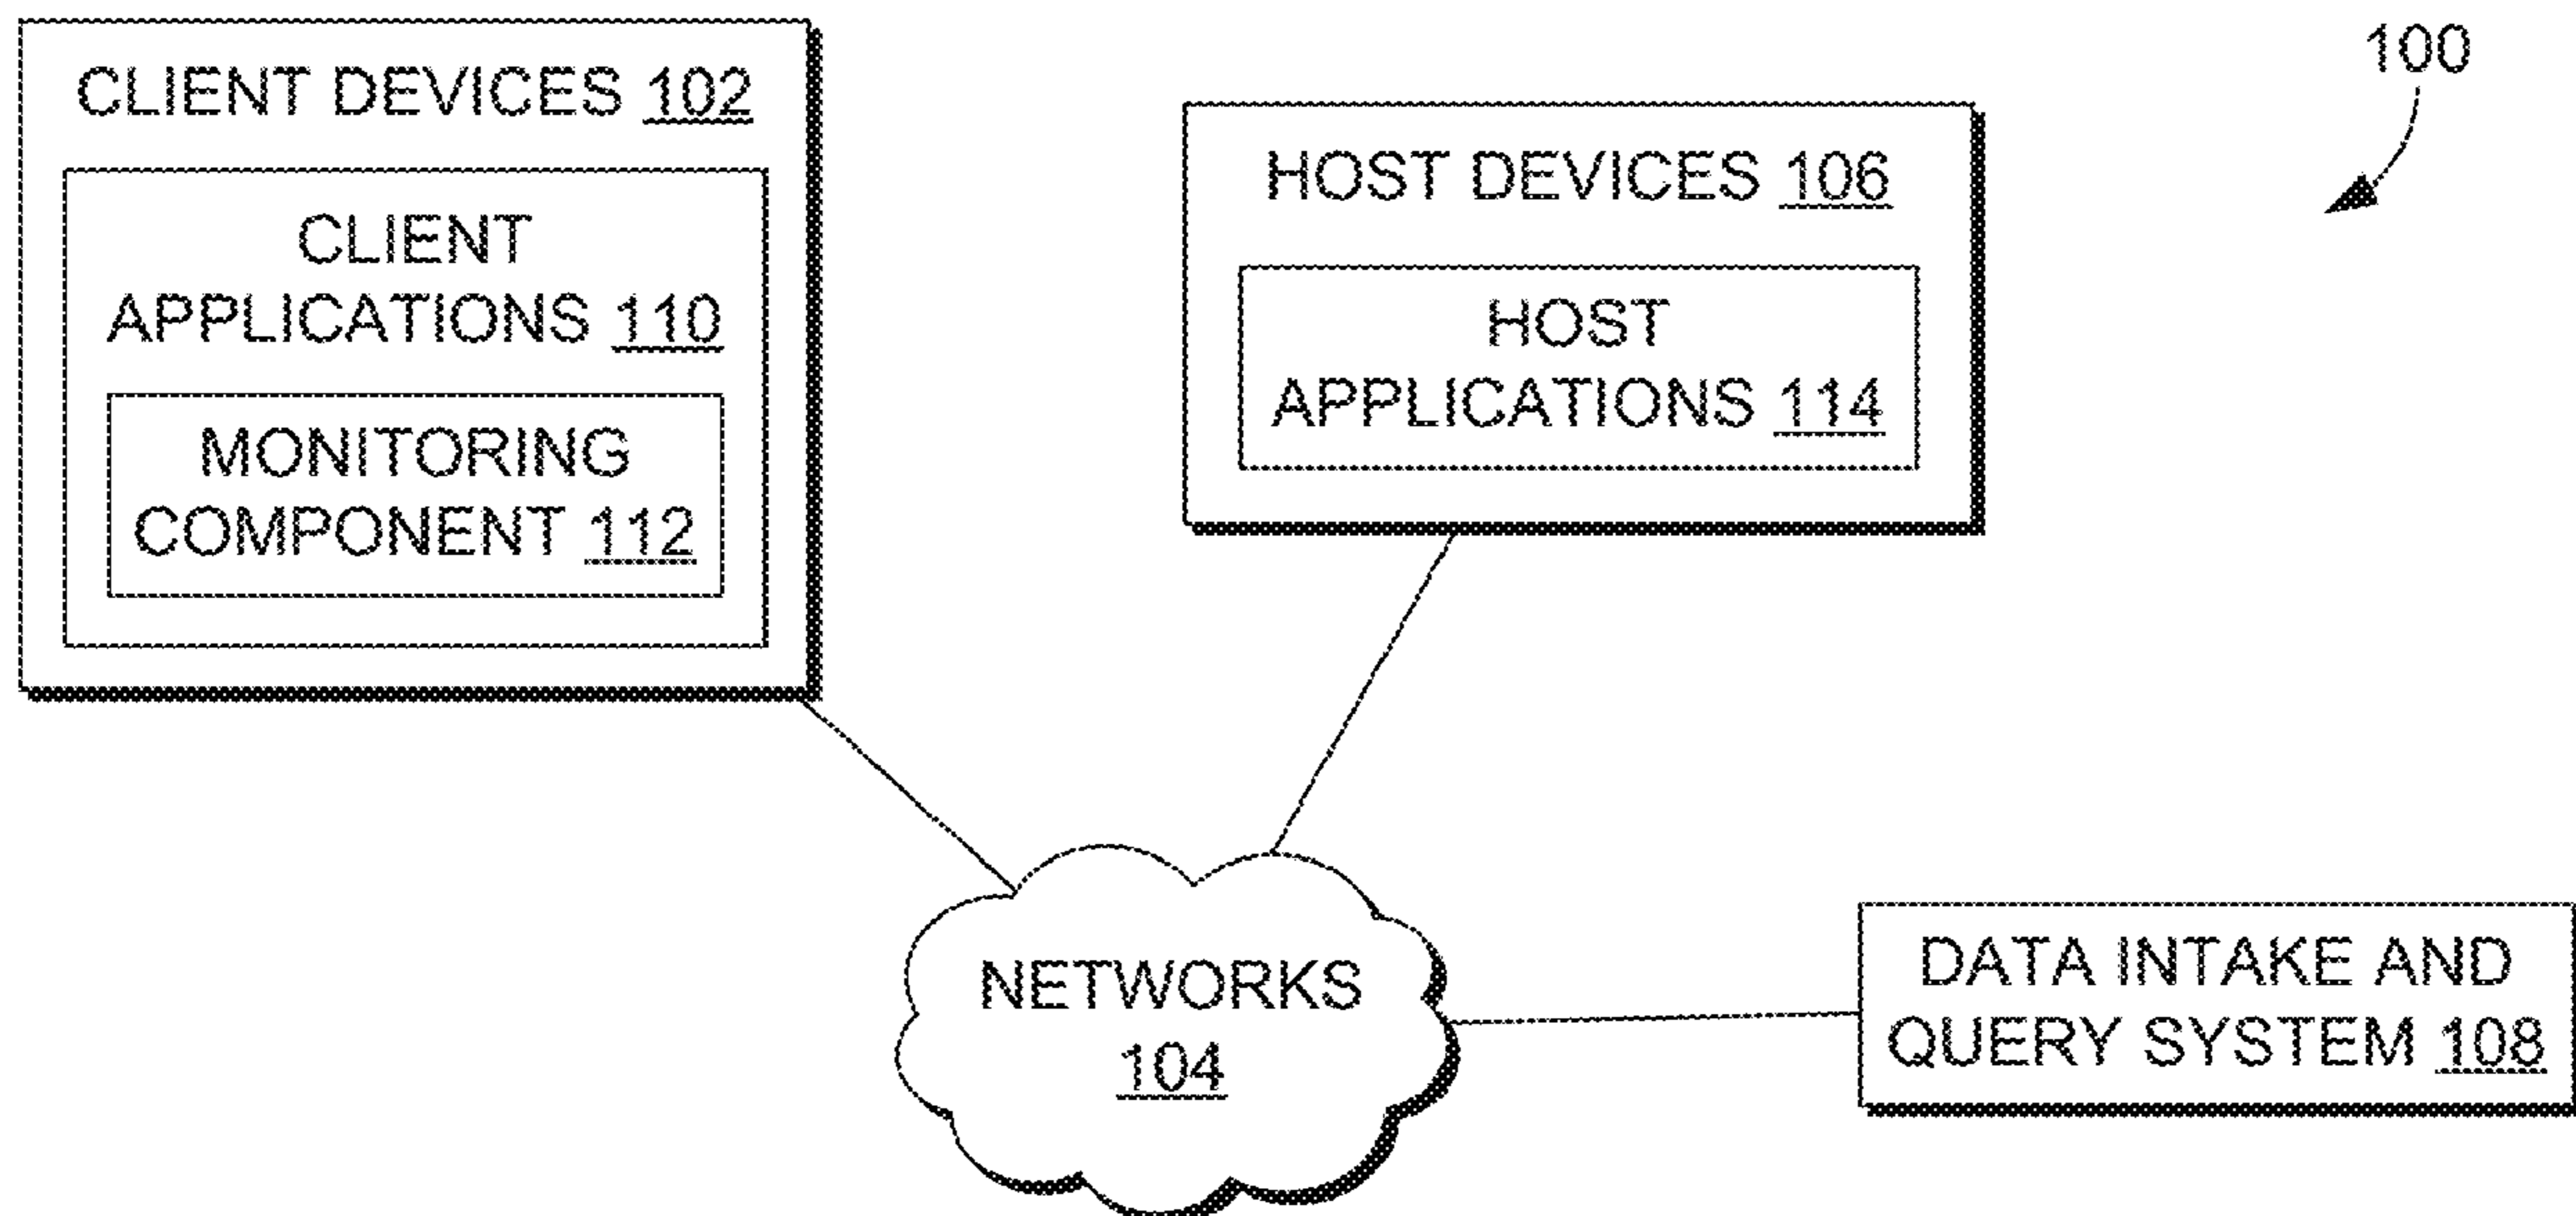 100
CLIENT DEVICES 102
CLIENT
APPLICATIONS 110
MONITORING
COMPONENT 112
HOST DEVICES 106
HOST
APPLICATIONS 114
NETWORKS
104
DATA INTAKE AND
QUERY SYSTEM 108